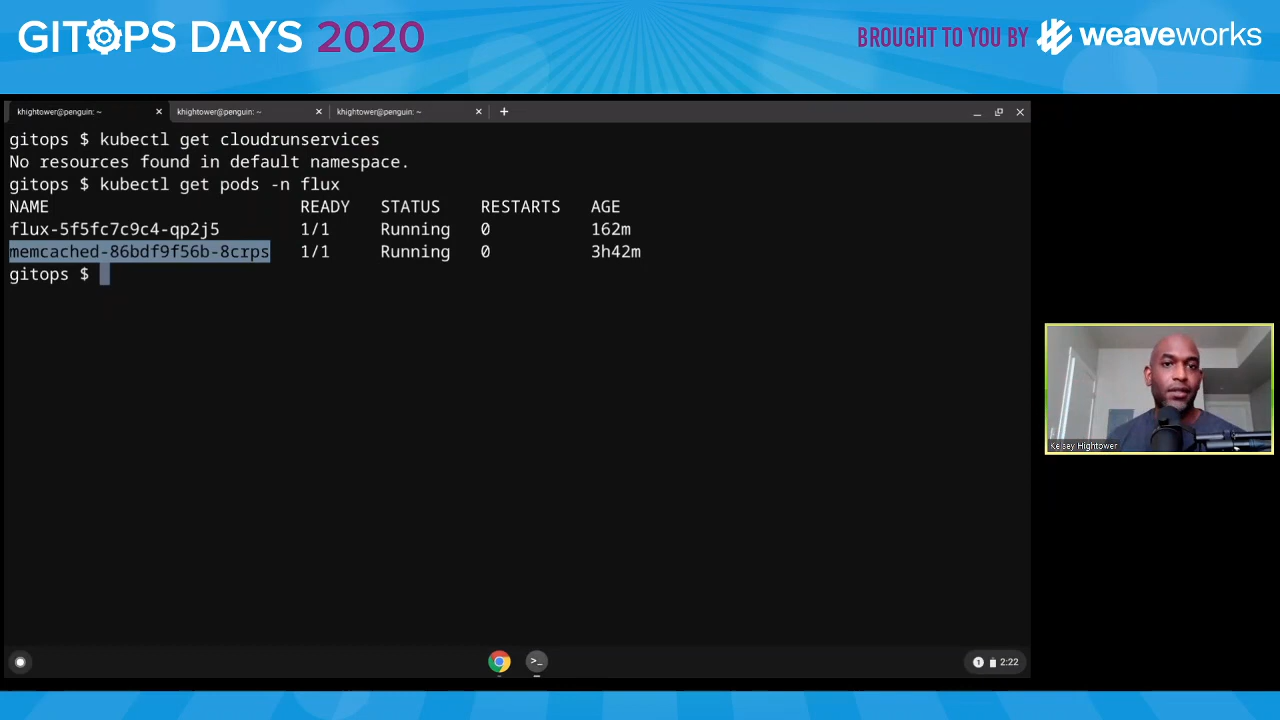 GITOPS DAYS 2020
BROUGHT TO YOU BY weaveworks
khightower@penguin: ~ khightower@penguin: ~ khightower@penguin: ~
gitops $ kubectl get cloudrunservices
No resources found in default namespace.
gitops $ kubectl get pods -n flux
NAME READY STATUS RESTARTS AGE
flux-5f5fc7c9c4-qp2j5 1/1 Running 0 162m
memcached-86bdf9f56b-8crps 1/1 Running 0 3h42m
gitops $
Kelsey Hightower
2:22